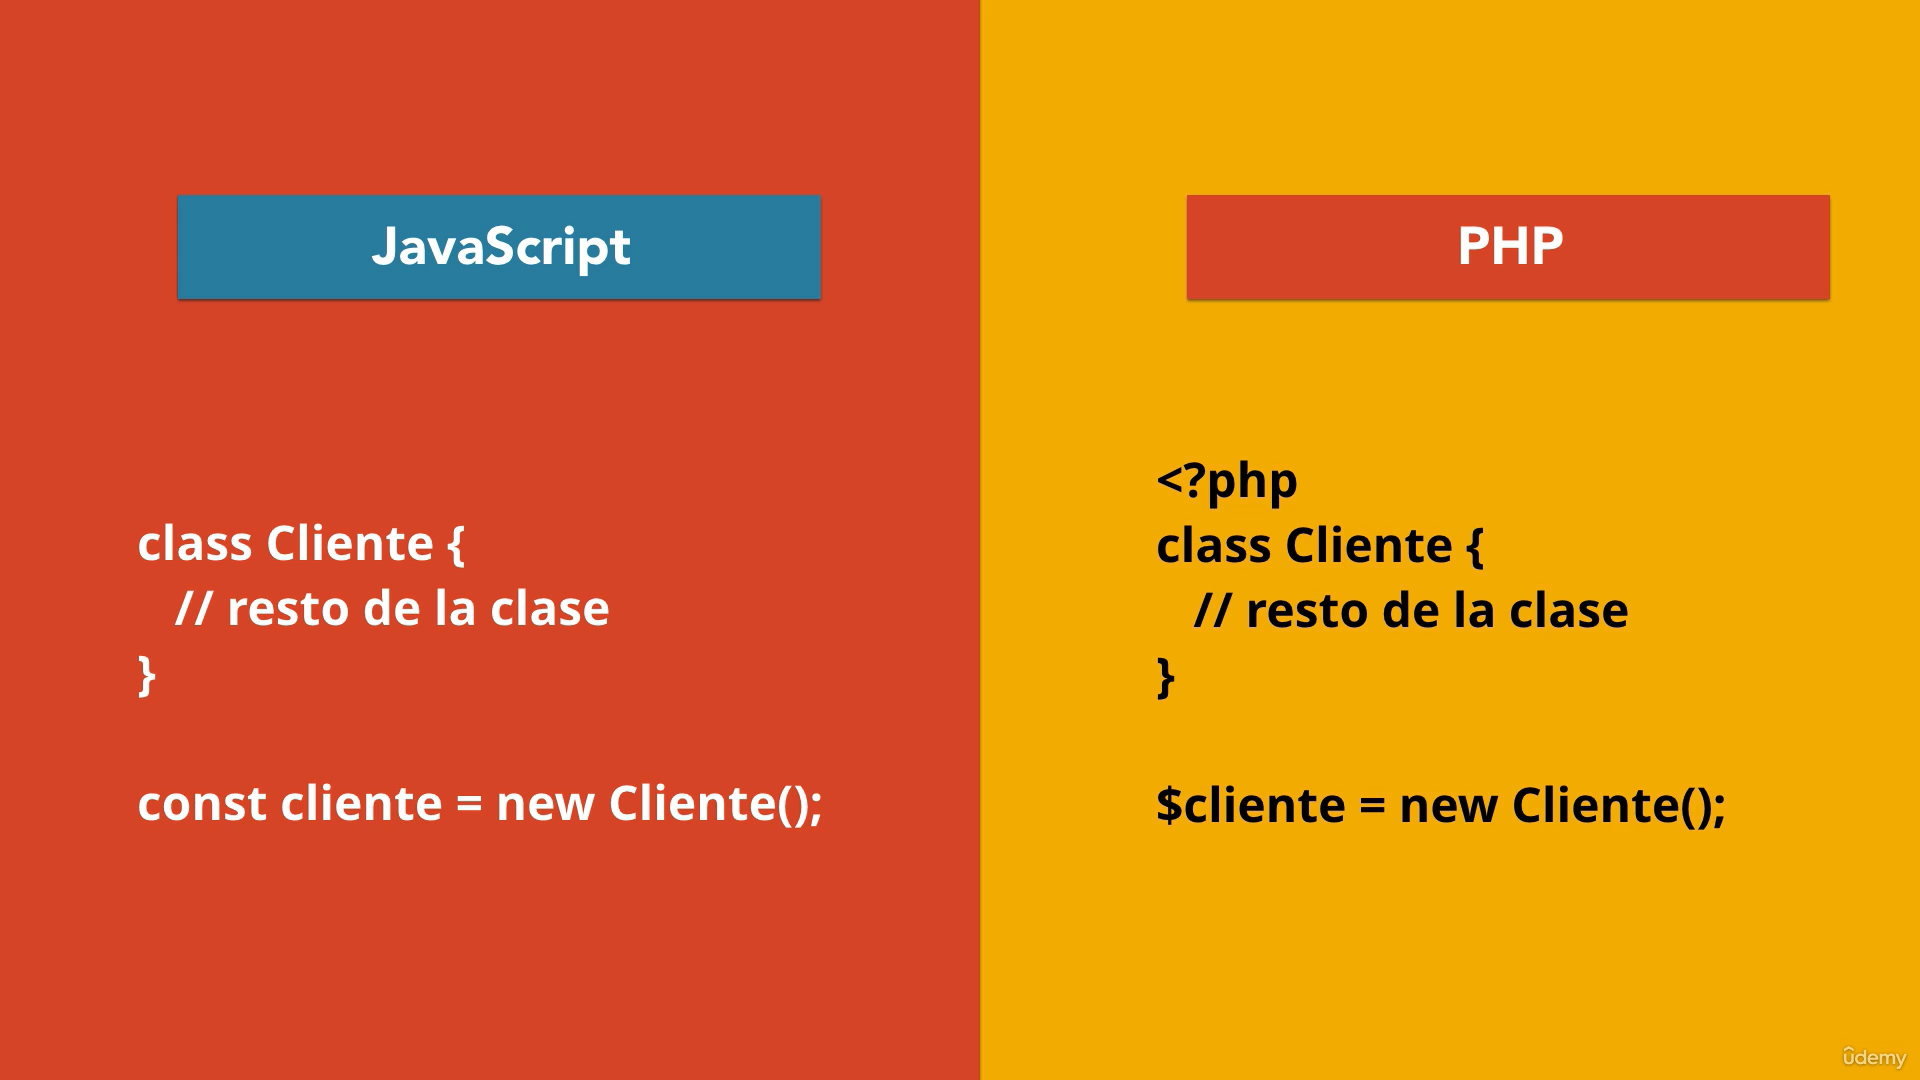 JavaScript
class Cliente {
// resto de la clase
}
const cliente = new Cliente();
PHP
<?php
class Cliente {
// resto de la clase
}
$cliente = new Cliente();
ûdemy